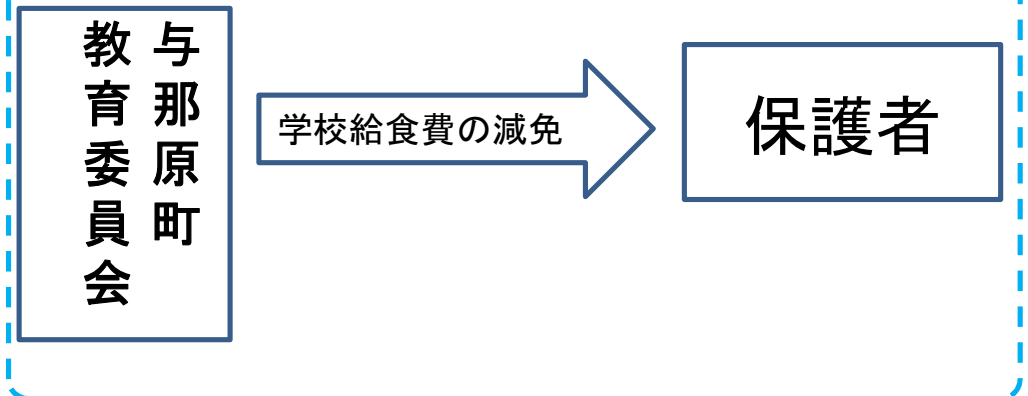 与那原町
教育委員会
学校給食費の減免
保護者